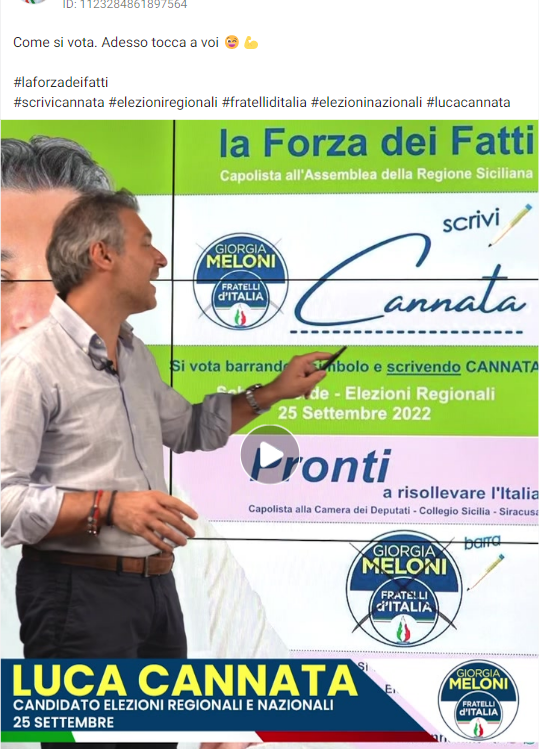 ID: 1123284861897564
Come si vota. Adesso tocca a voi
#laforzadeifatti
#scrivicannata #elezioniregionali #fratelliditalia #elezioninazionali #lucacannata
la Forza dei Fatti
Capolista all'Assemblea della Regione Siciliana
scrivi
GIORGIA
MELONI
FRATELLI
d'ITALIA
Cannata
Si vota barrando simbolo e scrivendo CANNATA
de - Elezioni Regionali
25 Settembre 2022
Pronti
a risollevare l'Italia
Capolista alla Camera dei Deputati - Collegio Sicilia - Siracusa
barra
GIORGIA
MELONI
FRATELLI
d'ITALIA
LUCA CANNATA
CANDIDATO ELEZIONI REGIONALI E NAZIONALI
25 SETTEMBRE
Si
GIORGIA
MELONI
FRATELLI
d'ITALIA